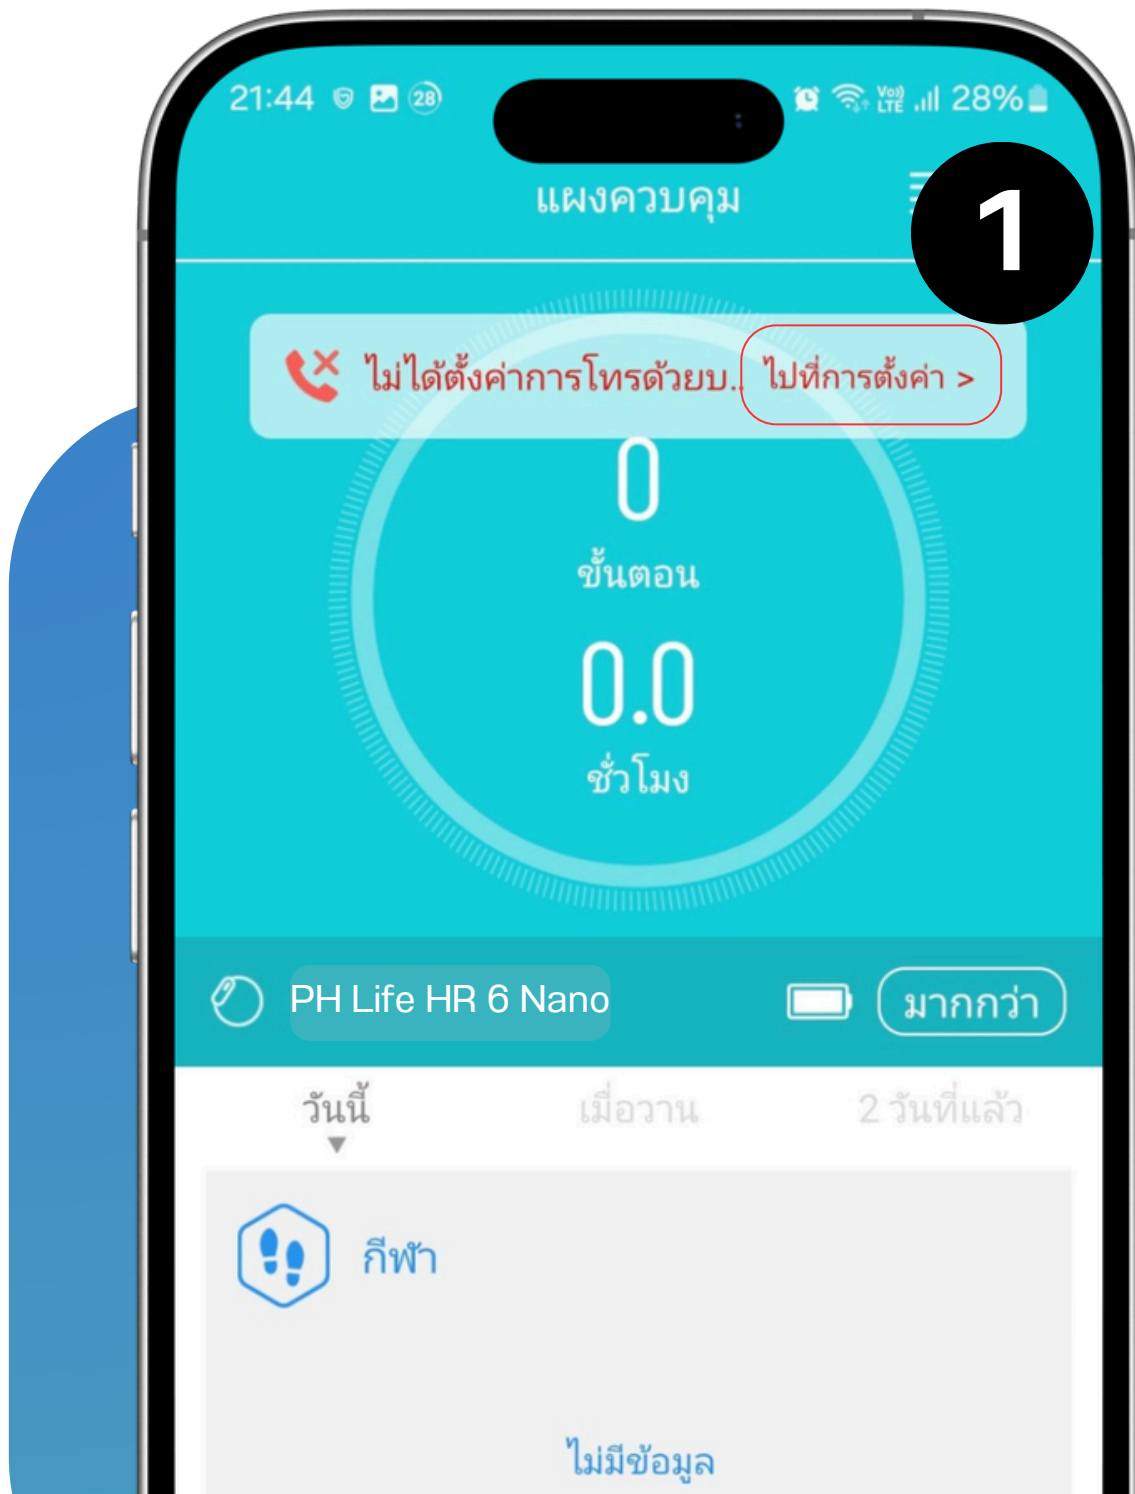 21:44 28 Vo)) LTE 28%
แผงควบคุม
1
ไม่ได้ตั้งค่าการโทรด้วยบ.. ไปที่การตั้งค่า >
0
ขั้นตอน
0.0
ชั่วโมง
PH Life HR 6 Nano มากกว่า
วันนี้ เมื่อวาน 2 วันที่แล้ว
กีฬา
ไม่มีข้อมูล